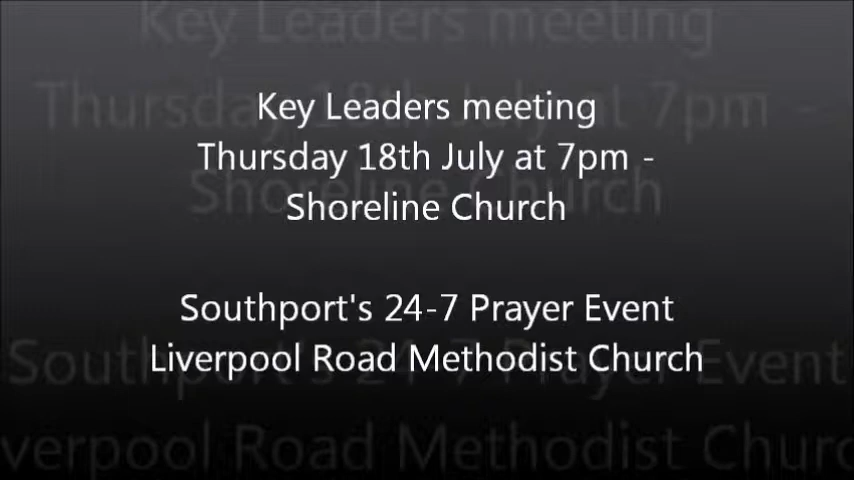 Key Leaders meeting
Thursday 18th July at 7pm -
Shoreline Church
Southport's 24-7 Prayer Event
Liverpool Road Methodist Church